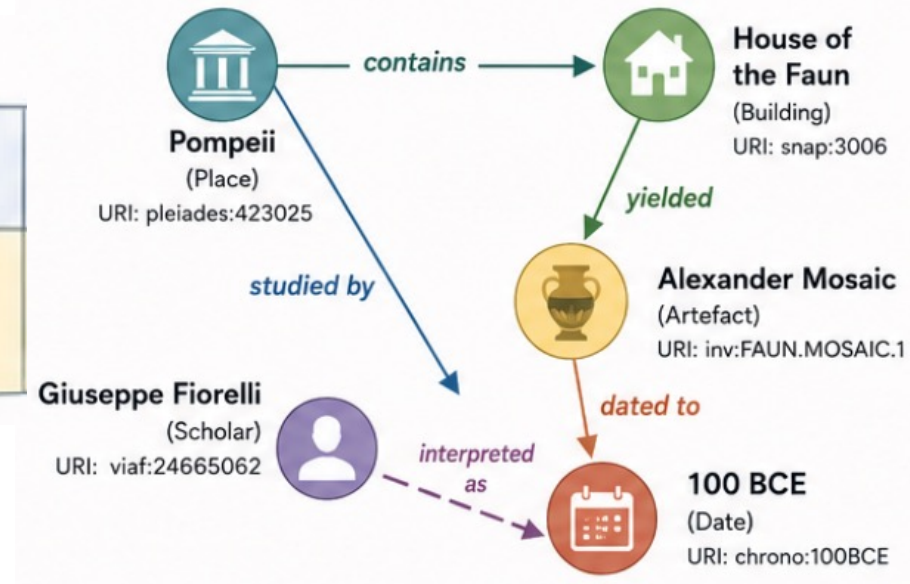 contains
House of
the Faun
(Building)
URI: snap:3006
Pompeii
(Place)
URI: pleiades:423025
yielded
studied by
Alexander Mosaic
(Artefact)
URI: inv:FAUN.MOSAIC.1
Giuseppe Fiorelli
(Scholar)
URI: viaf:24665062
dated to
interpreted
as
100 BCE
(Date)
URI: chrono:100BCE